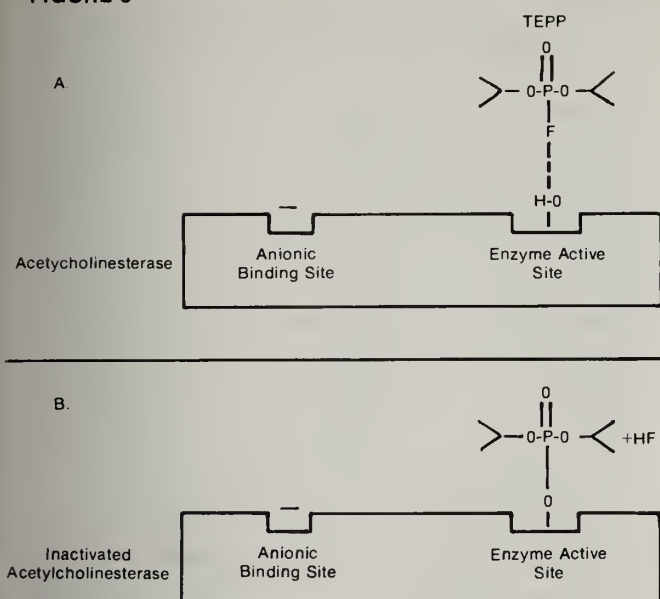 TEPP
A.
O
||
O-P-O
F
H-O
—
Acetycholinesterase
Anionic
Binding Site
Enzyme Active
Site
B.
O
||
O-P-O
+HF
O
—
Inactivated
Acetylcholinesterase
Anionic
Binding Site
Enzyme Active
Site